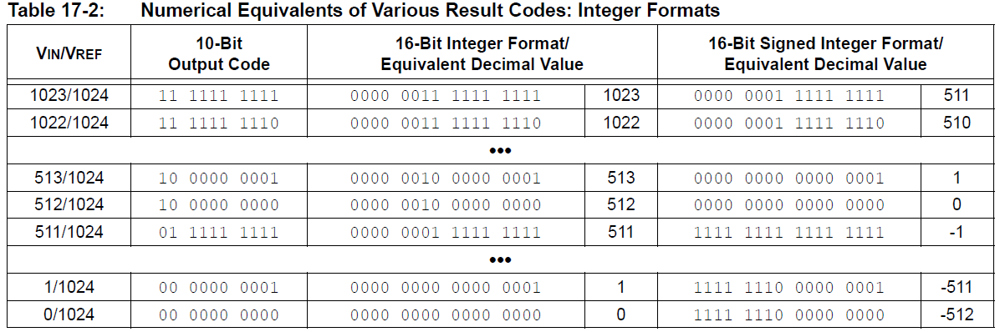 Table 17-2: Numerical Equivalents of Various Result Codes: Integer Formats
VIN/VREF 10-Bit Output Code 16-Bit Integer Format/ Equivalent Decimal Value 16-Bit Signed Integer Format/ Equivalent Decimal Value
1023/1024 11 1111 1111 0000 0011 1111 1111 1023 0000 0001 1111 1111 511
1022/1024 11 1111 1110 0000 0011 1111 1110 1022 0000 0001 1111 1110 510
•••
513/1024 10 0000 0001 0000 0010 0000 0001 513 0000 0000 0000 0001 1
512/1024 10 0000 0000 0000 0010 0000 0000 512 0000 0000 0000 0000 0
511/1024 01 1111 1111 0000 0001 1111 1111 511 1111 1111 1111 1111 -1
•••
1/1024 00 0000 0001 0000 0000 0000 0001 1 1111 1110 0000 0001 -511
0/1024 00 0000 0000 0000 0000 0000 0000 0 1111 1110 0000 0000 -512